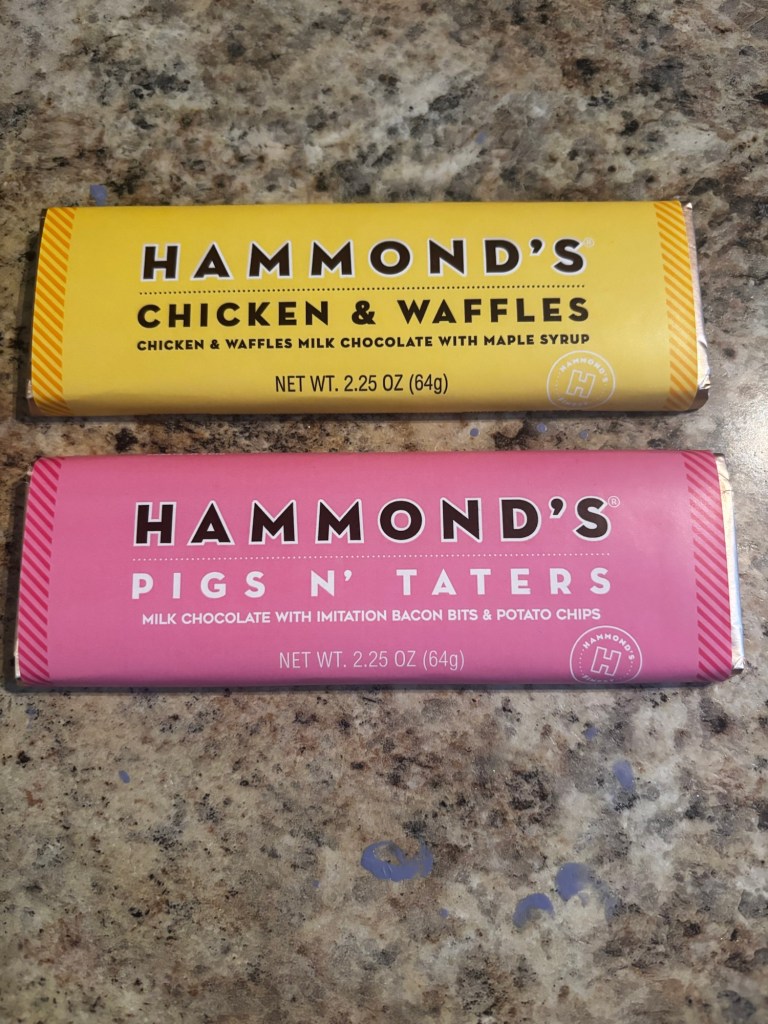 HAMMOND'S®
CHICKEN & WAFFLES
CHICKEN & WAFFLES MILK CHOCOLATE WITH MAPLE SYRUP
NET WT. 2.25 OZ (64g)
HAMMOND'S
H
HAMMOND'S®
PIGS N' TATERS
MILK CHOCOLATE WITH IMITATION BACON BITS & POTATO CHIPS
NET WT. 2.25 OZ (64g)
HAMMOND'S
H